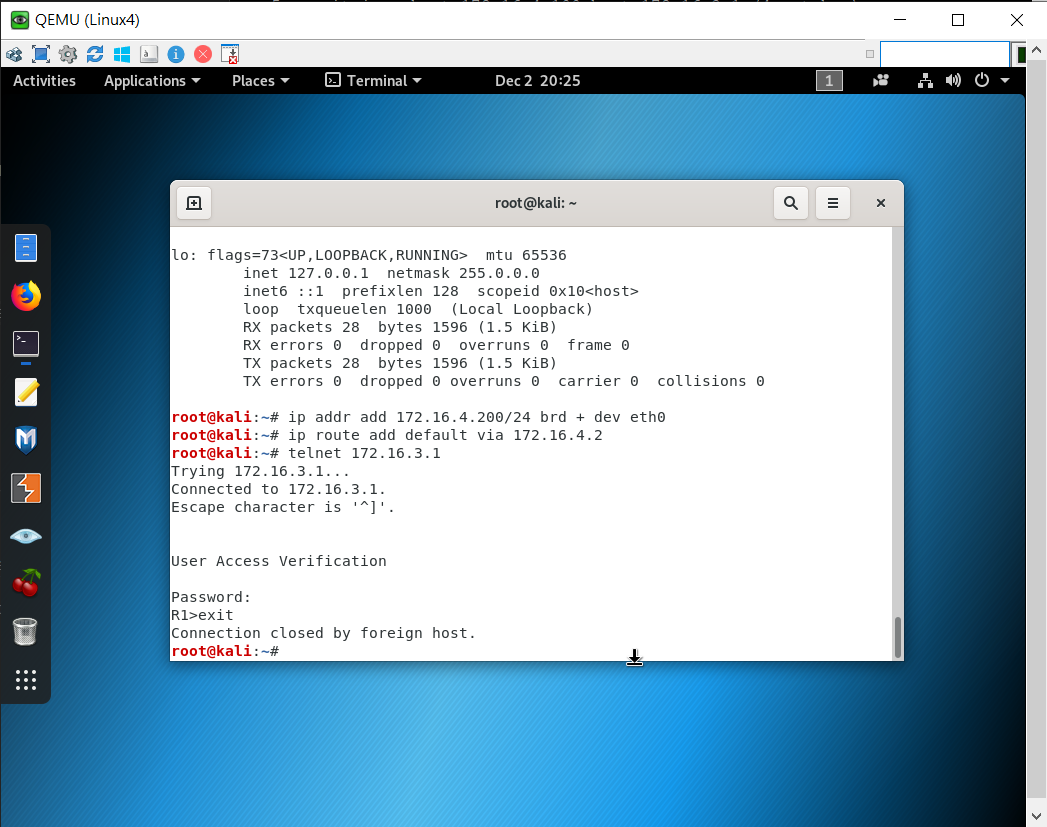 QEMU (Linux4)
Activities Applications Places Terminal Dec 2 20:25 1
root@kali: ~
lo: flags=73<UP,LOOPBACK,RUNNING>  mtu 65536
        inet 127.0.0.1  netmask 255.0.0.0
        inet6 ::1  prefixlen 128  scopeid 0x10<host>
        loop  txqueuelen 1000  (Local Loopback)
        RX packets 28  bytes 1596 (1.5 KiB)
        RX errors 0  dropped 0  overruns 0  frame 0
        TX packets 28  bytes 1596 (1.5 KiB)
        TX errors 0  dropped 0 overruns 0  carrier 0  collisions 0
root@kali:~# ip addr add 172.16.4.200/24 brd + dev eth0
root@kali:~# ip route add default via 172.16.4.2
root@kali:~# telnet 172.16.3.1
Trying 172.16.3.1...
Connected to 172.16.3.1.
Escape character is '^]'.
User Access Verification
Password:
R1>exit
Connection closed by foreign host.
root@kali:~#